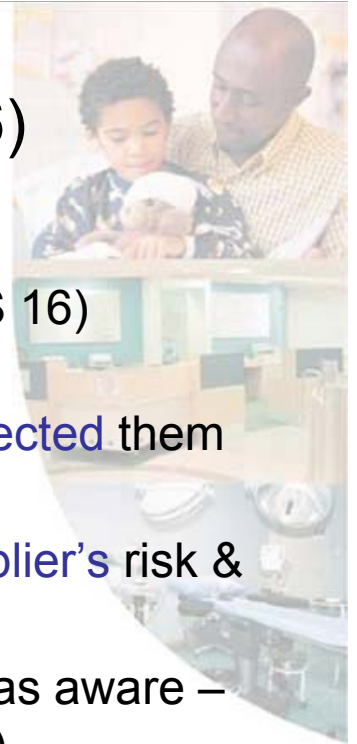 )
16)
ected them
plier's risk &
as aware –